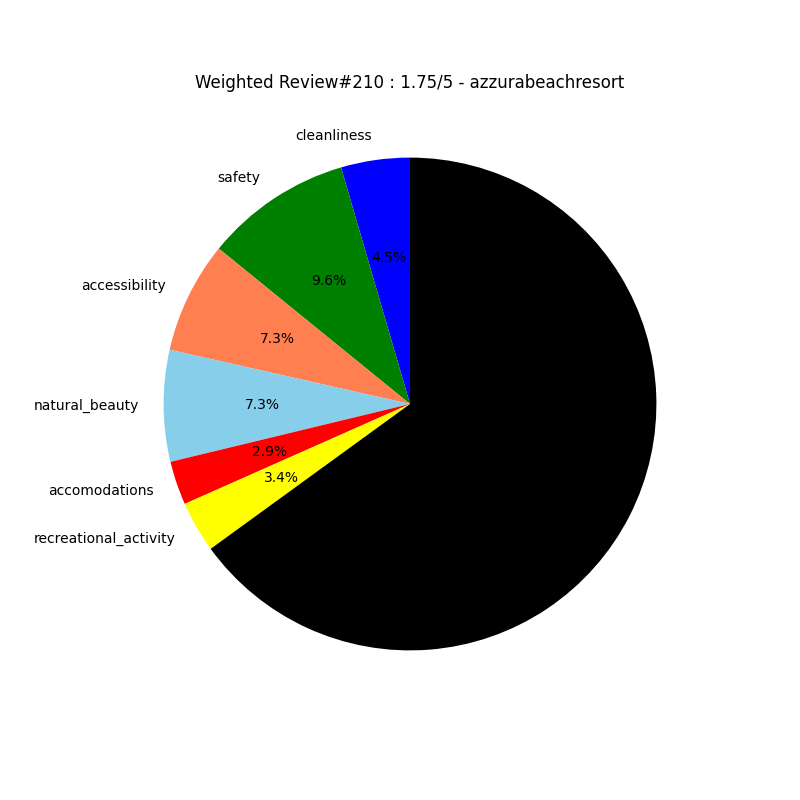 Weighted Review#210 : 1.75/5 - azzurabeachresort
cleanliness
safety
accessibility
natural_beauty
accomodations
recreational_activity
4.5%
9.6%
7.3%
7.3%
2.9%
3.4%